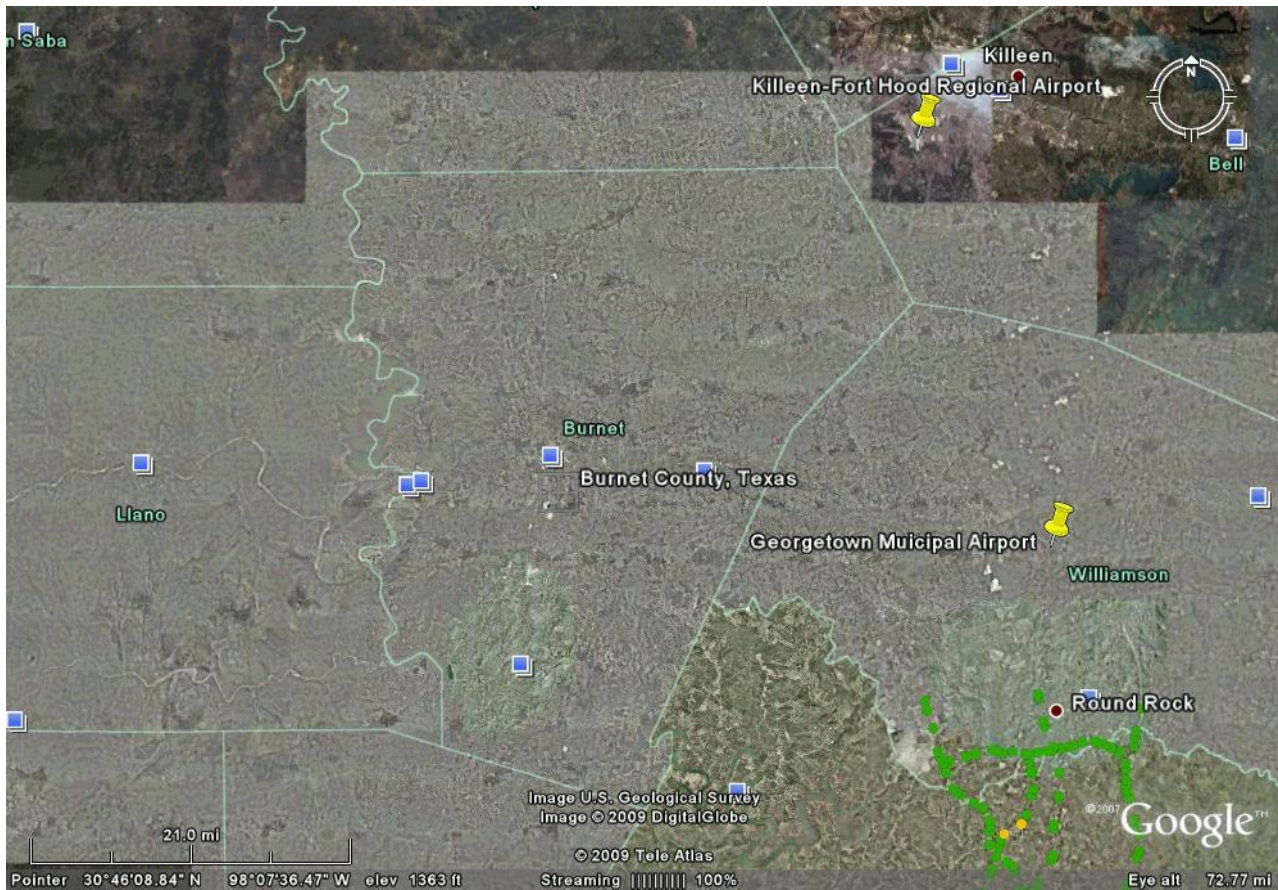 n Saba
Killeen
Killeen-Fort Hood Regional Airport
N
Bell
Burnet
Burnet County, Texas
Llano
Georgetown Muicipal Airport
Williamson
Round Rock
Image U.S. Geological Survey
Image © 2009 DigitalGlobe
© 2007 Google™
21.0 mi
© 2009 Tele Atlas
Pointer 30°46'08.84" N 98°07'36.47" W elev 1363 ft Streaming ||||||||| 100% Eye alt 72.77 mi